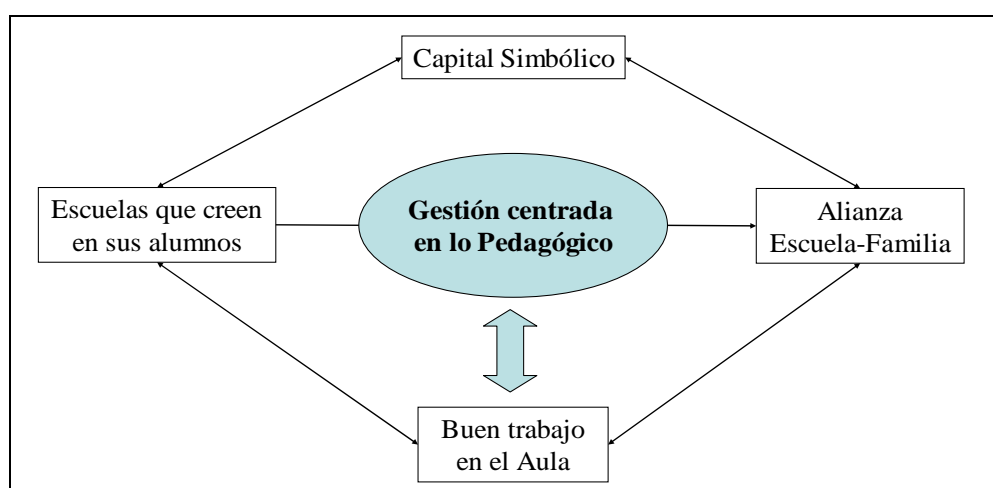 Capital Simbólico
Escuelas que creen
en sus alumnos
Gestión centrada
en lo Pedagógico
Alianza
Escuela-Familia
Buen trabajo
en el Aula